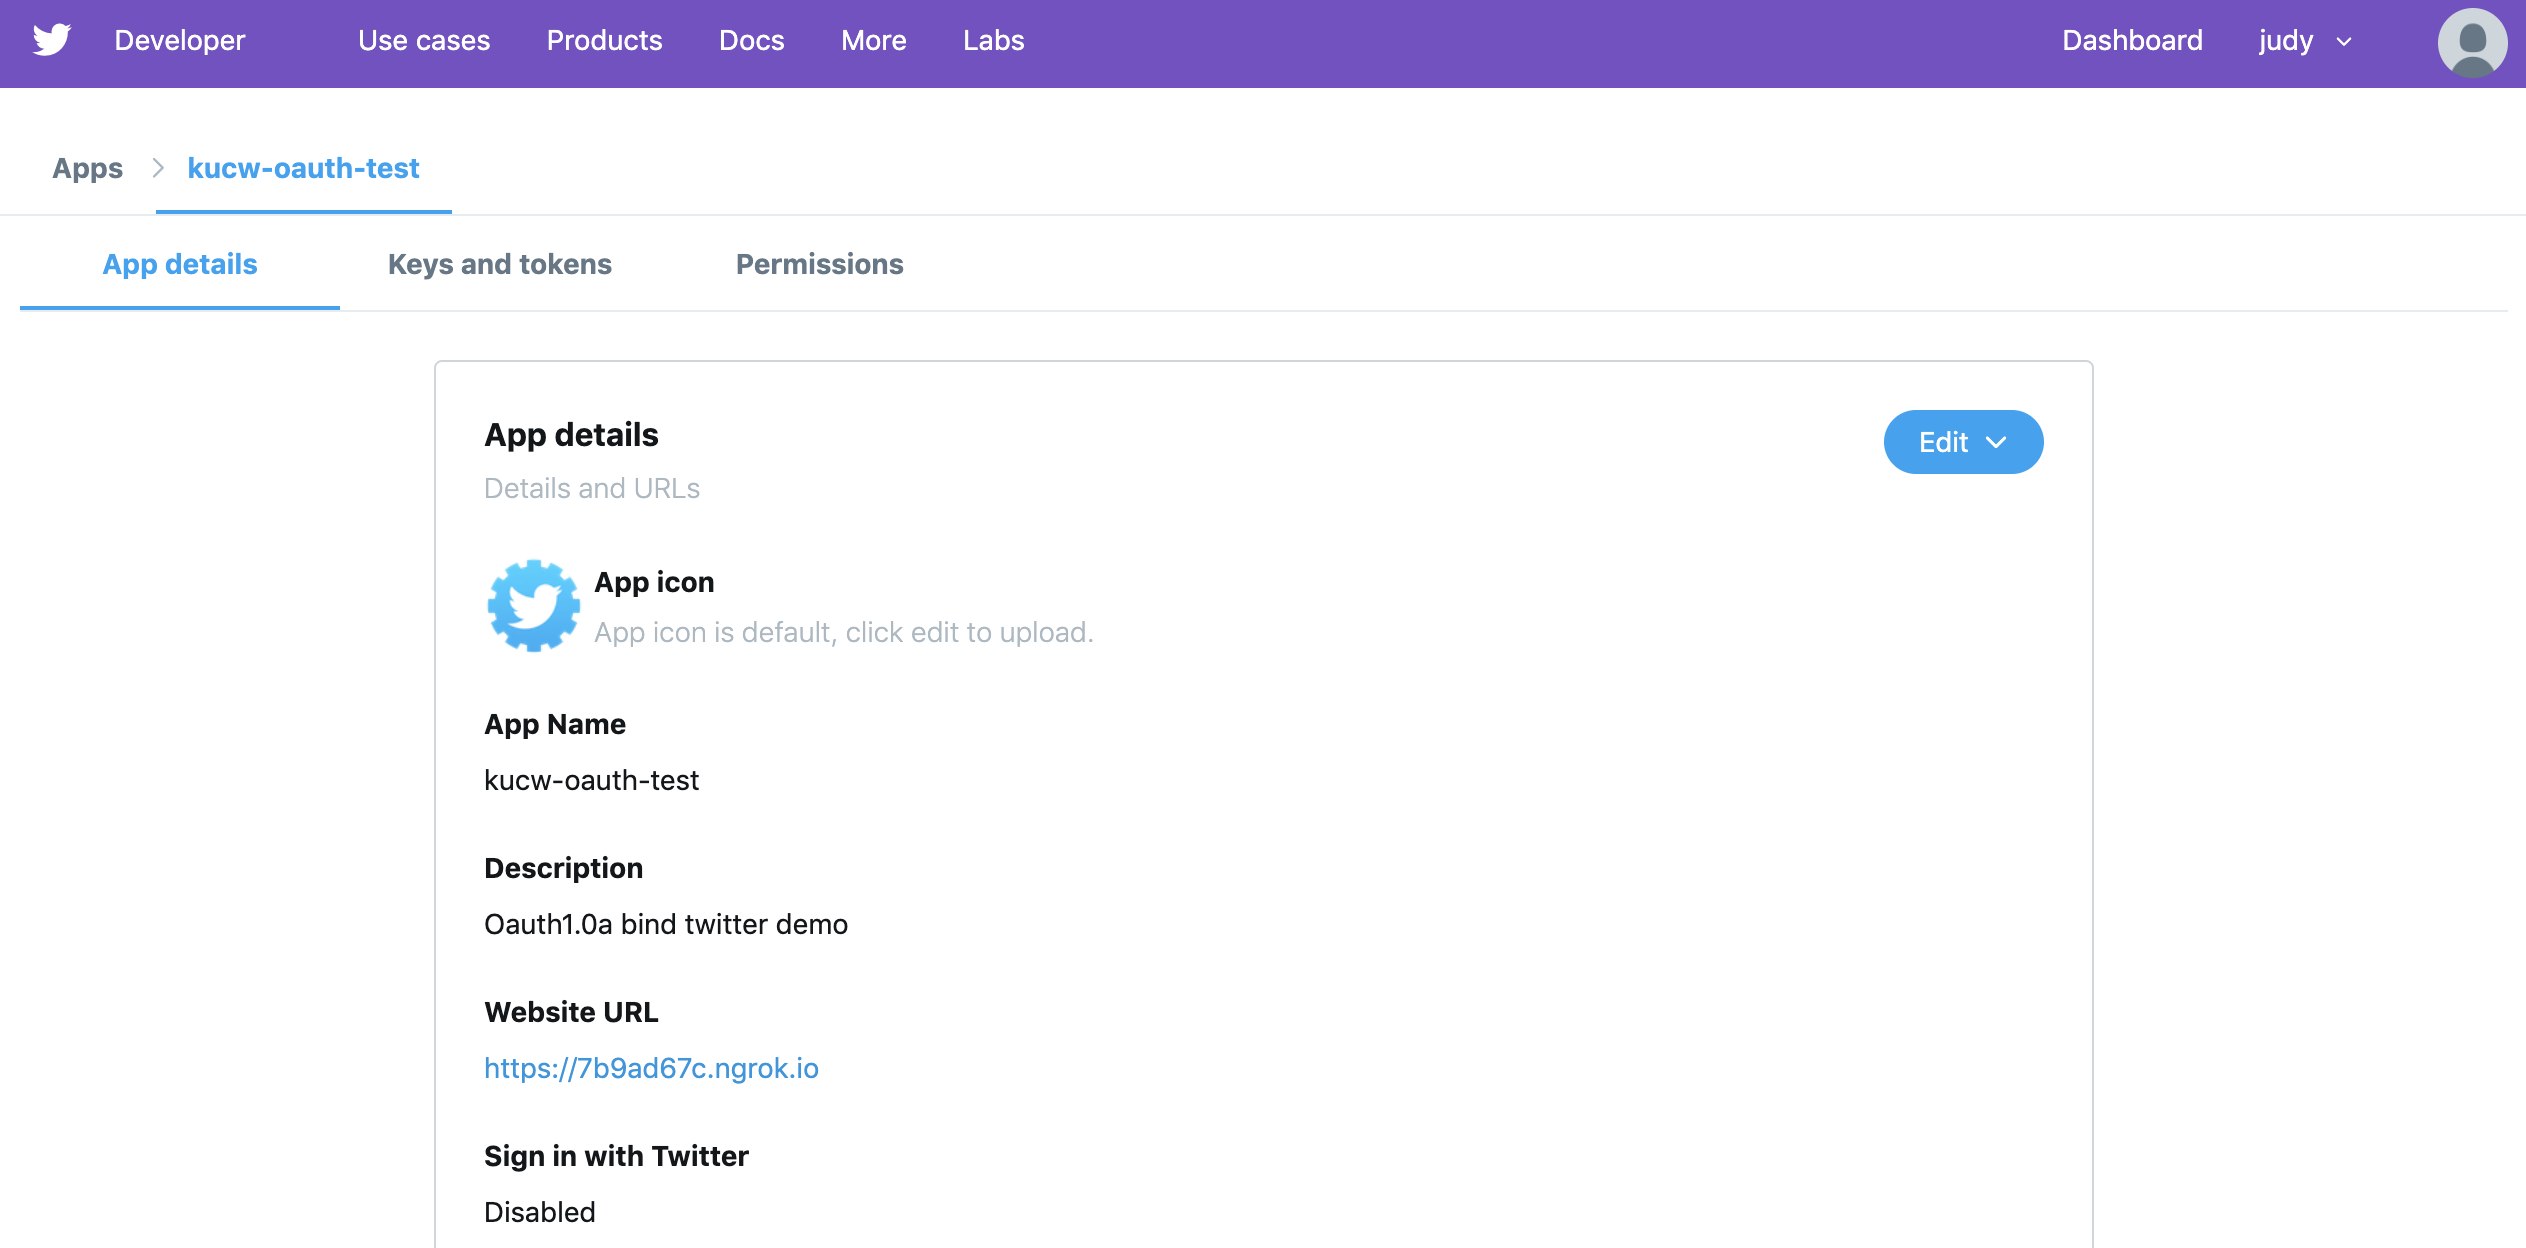 Developer Use cases Products Docs More Labs Dashboard judy
Apps kucw-oauth-test
App details Keys and tokens Permissions
App details
Edit
Details and URLs
App icon
App icon is default, click edit to upload.
App Name
kucw-oauth-test
Description
Oauth1.0a bind twitter demo
Website URL
https://7b9ad67c.ngrok.io
Sign in with Twitter
Disabled